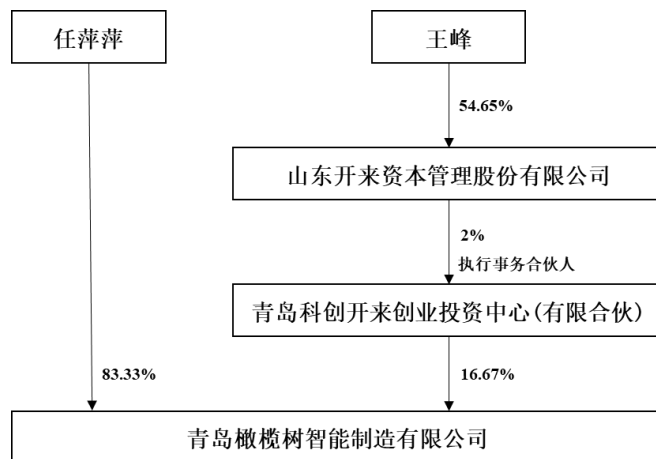 任萍萍
王峰
54.65%
山东开来资本管理股份有限公司
2%
执行事务合伙人
青岛科创开来创业投资中心(有限合伙)
83.33%
16.67%
青岛橄榄树智能制造有限公司